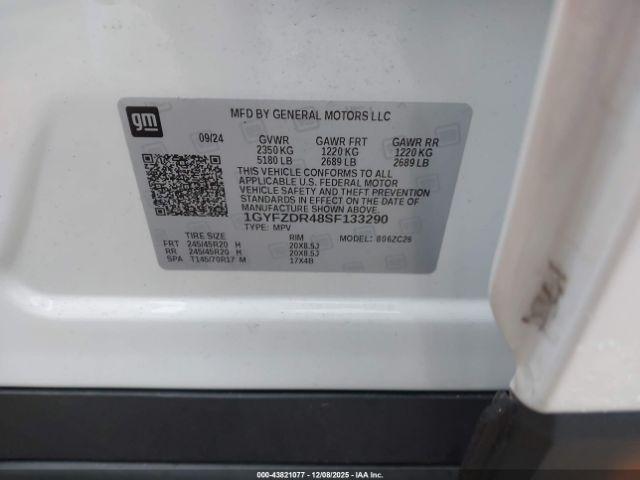 gm
MFD BY GENERAL MOTORS LLC
09/24 GVWR GAWR FRT GAWR RR
2350 KG 1220 KG 1220 KG
5180 LB 2689 LB 2689 LB
THIS VEHICLE CONFORMS TO ALL
APPLICABLE U.S. FEDERAL MOTOR
VEHICLE SAFETY AND THEFT PREVENTION
STANDARDS IN EFFECT ON THE DATE OF
MANUFACTURE SHOWN ABOVE.
1GYFZDR48SF133290
TYPE: MPV
TIRE SIZE RIM MODEL: 606ZC26
FRT 245/45R20 H 20X8.5J
RR 245/45R20 H 20X8.5J
SPA T145/70R17 M 17X4B
000-43821077 - 12/08/2025 - IAA Inc.